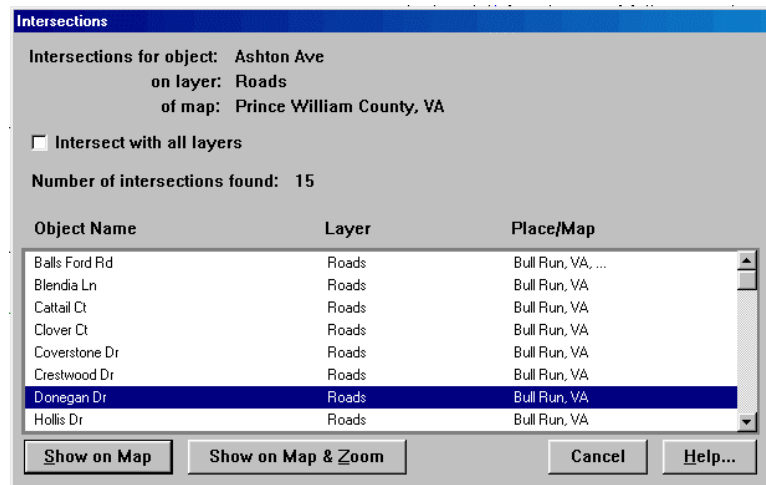 Intersections
Intersections for object: Ashton Ave
on layer: Roads
of map: Prince William County, VA
Intersect with all layers
Number of intersections found: 15
Object Name Layer Place/Map
Balls Ford Rd Roads Bull Run, VA, ...
Blendia Ln Roads Bull Run, VA
Cattail Ct Roads Bull Run, VA
Clover Ct Roads Bull Run, VA
Coverstone Dr Roads Bull Run, VA
Crestwood Dr Roads Bull Run, VA
Donegan Dr Roads Bull Run, VA
Hollis Dr Roads Bull Run, VA
Show on Map Show on Map & Zoom Cancel Help...